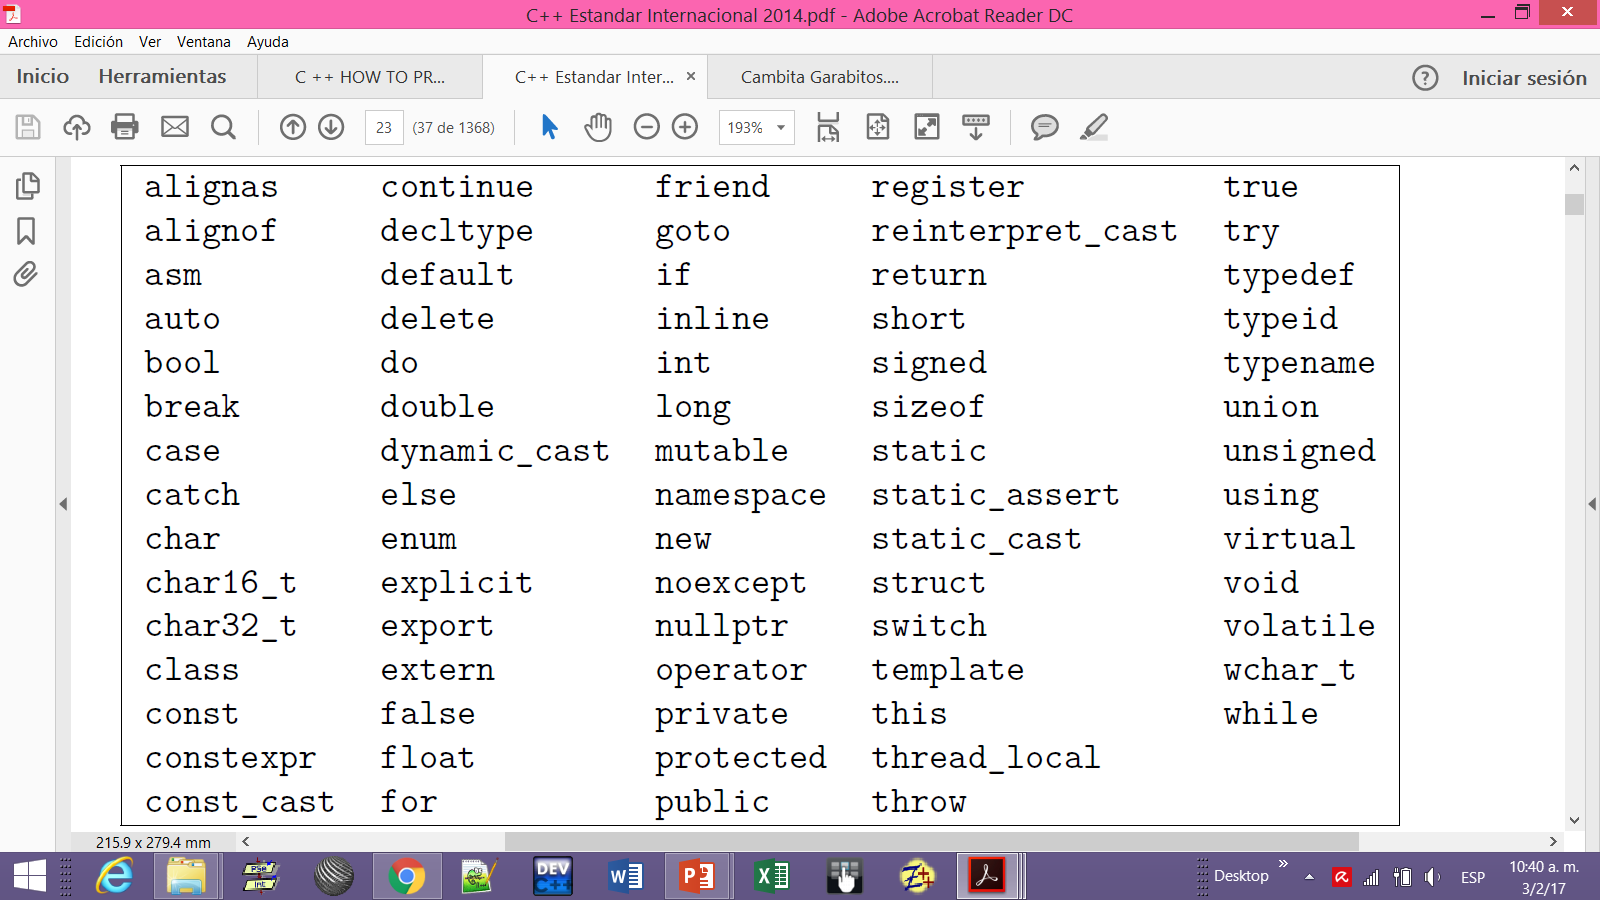 C++ Estandar Internacional 2014.pdf - Adobe Acrobat Reader DC
Archivo Edición Ver Ventana Ayuda
Inicio Herramientas C ++ HOW TO PR... C++ Estandar Inter... × Cambita Garabitos.... ? Iniciar sesión
23 (37 de 1368) 193%
alignas continue friend register true
alignof decltype goto reinterpret_cast try
asm default if return typedef
auto delete inline short typeid
bool do int signed typename
break double long sizeof union
case dynamic_cast mutable static unsigned
catch else namespace static_assert using
char enum new static_cast virtual
char16_t explicit noexcept struct void
char32_t export nullptr switch volatile
class extern operator template wchar_t
const false private this while
constexpr float protected thread_local
const_cast for public throw
215.9 x 279.4 mm
PSe Int DEV C++ W P X Z++ Desktop » ESP 10:40 a. m.
3/2/17